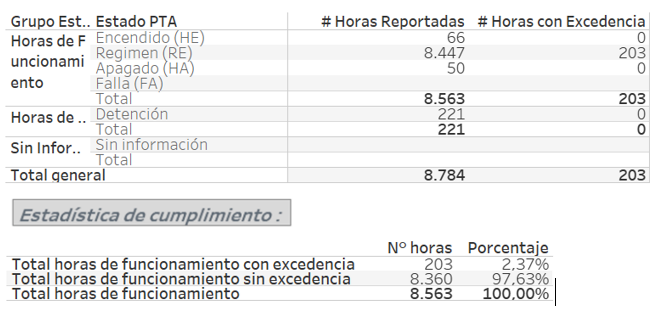 Grupo Est.. Estado PTA # Horas Reportadas # Horas con Excedencia
Horas de F Encendido (HE) 66 0
uncionami Regimen (RE) 8.447 203
ento Apagado (HA) 50 0
Falla (FA)
Total 8.563 203
Horas de .. Detención 221 0
Total 221 0
Sin Infor.. Sin información
Total
Total general 8.784 203
Estadística de cumplimiento :
Nº horas Porcentaje
Total horas de funcionamiento con excedencia 203 2,37%
Total horas de funcionamiento sin excedencia 8.360 97,63%
Total horas de funcionamiento 8.563 100,00%